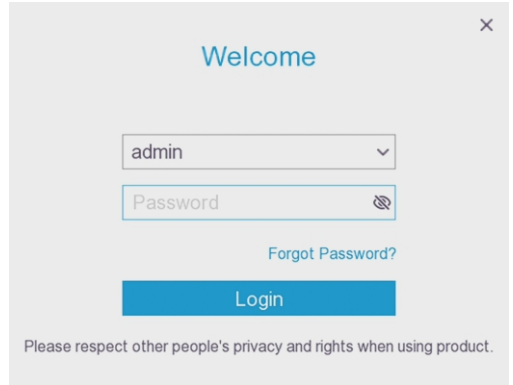 Welcome
admin
Password
Forgot Password?
Login
Please respect other people's privacy and rights when using product.